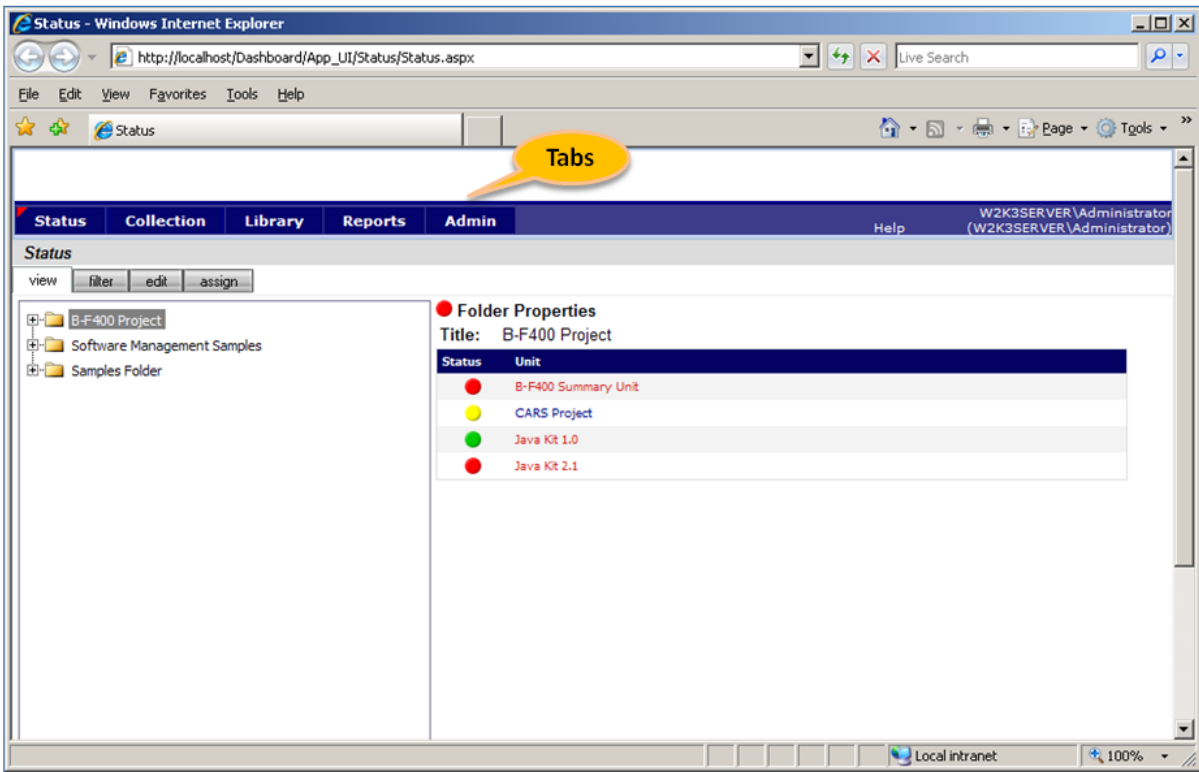 Status - Windows Internet Explorer
http://localhost/Dashboard/App_UI/Status/Status.aspx
Live Search
File Edit View Favorites Tools Help
Status
Page Tools »
Tabs
Status Collection Library Reports Admin
Help
W2K3SERVER\Administrator
(W2K3SERVER\Administrator)
Status
view filter edit assign
B-F400 Project
Software Management Samples
Samples Folder
Folder Properties
Title: B-F400 Project
Status Unit
B-F400 Summary Unit
CARS Project
Java Kit 1.0
Java Kit 2.1
Local intranet
100%